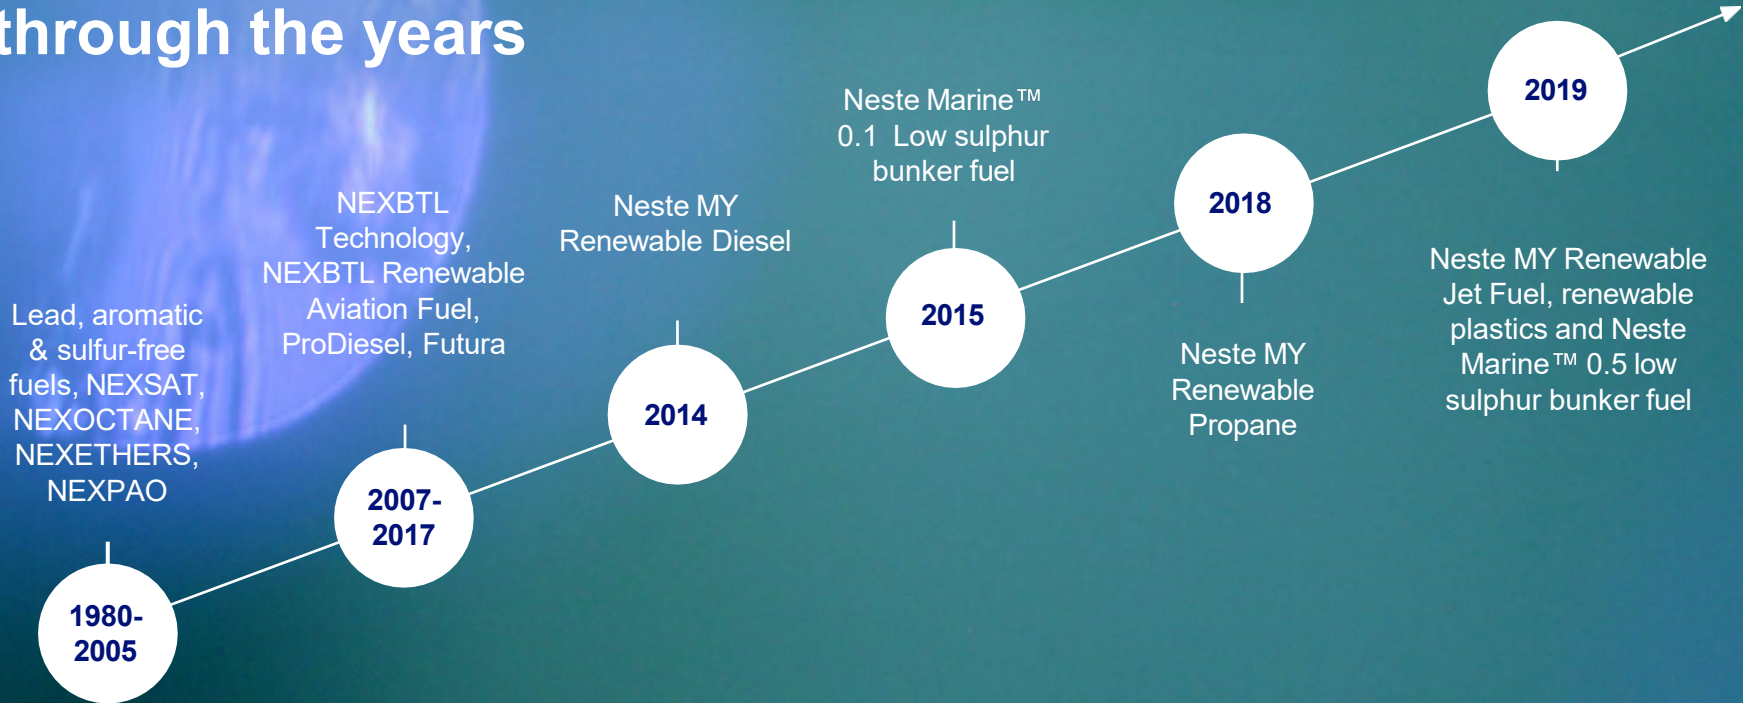 through the years
Lead, aromatic
& sulfur-free
fuels, NEXSAT,
NEXOCTANE,
NEXETHERS,
NEXPAO
1980-
2005
NEXBTL
Technology,
NEXBTL Renewable
Aviation Fuel,
ProDiesel, Futura
2007-
2017
Neste MY
Renewable Diesel
2014
Neste Marine™
0.1 Low sulphur
bunker fuel
2015
2018
Neste MY
Renewable
Propane
2019
Neste MY Renewable
Jet Fuel, renewable
plastics and Neste
Marine™ 0.5 low
sulphur bunker fuel